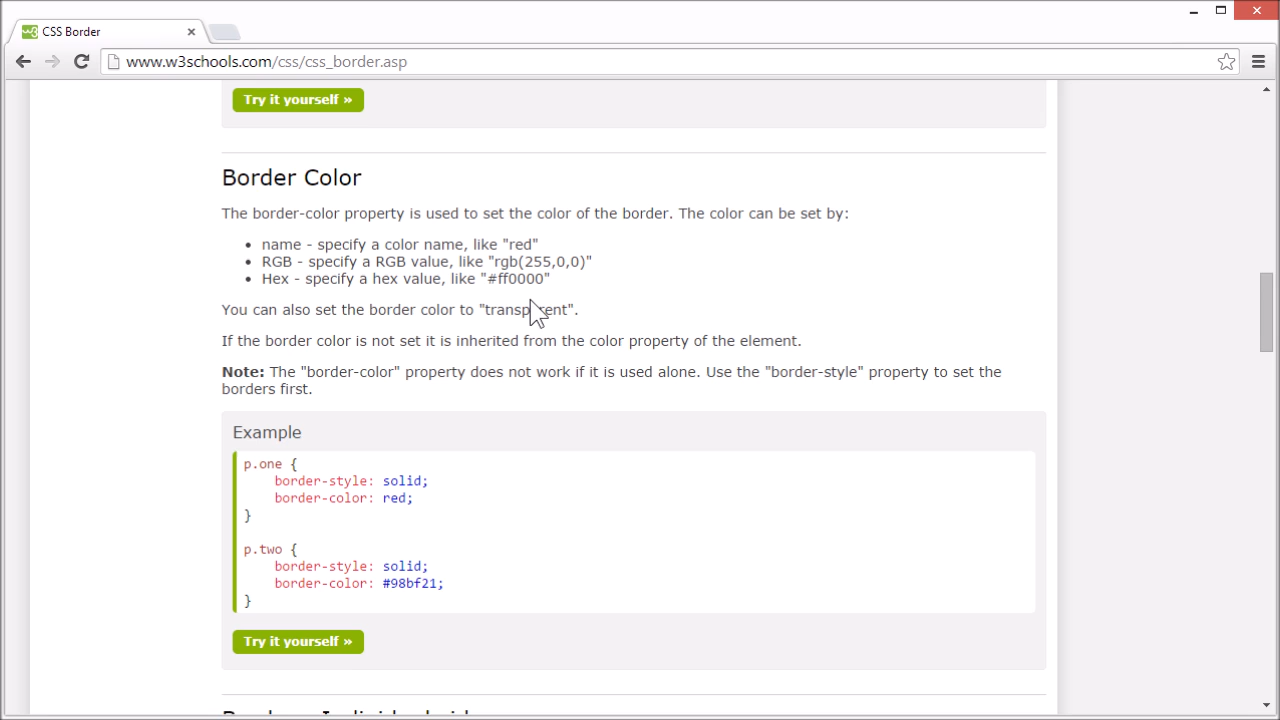 CSS Border
www.w3schools.com/css/css_border.asp
Try it yourself »
Border Color
The border-color property is used to set the color of the border. The color can be set by:
• name - specify a color name, like "red"
• RGB - specify a RGB value, like "rgb(255,0,0)"
• Hex - specify a hex value, like "#ff0000"
You can also set the border color to "transparent".
If the border color is not set it is inherited from the color property of the element.
Note: The "border-color" property does not work if it is used alone. Use the "border-style" property to set the
borders first.
Example
p.one {
    border-style: solid;
    border-color: red;
}
p.two {
    border-style: solid;
    border-color: #98bf21;
}
Try it yourself »